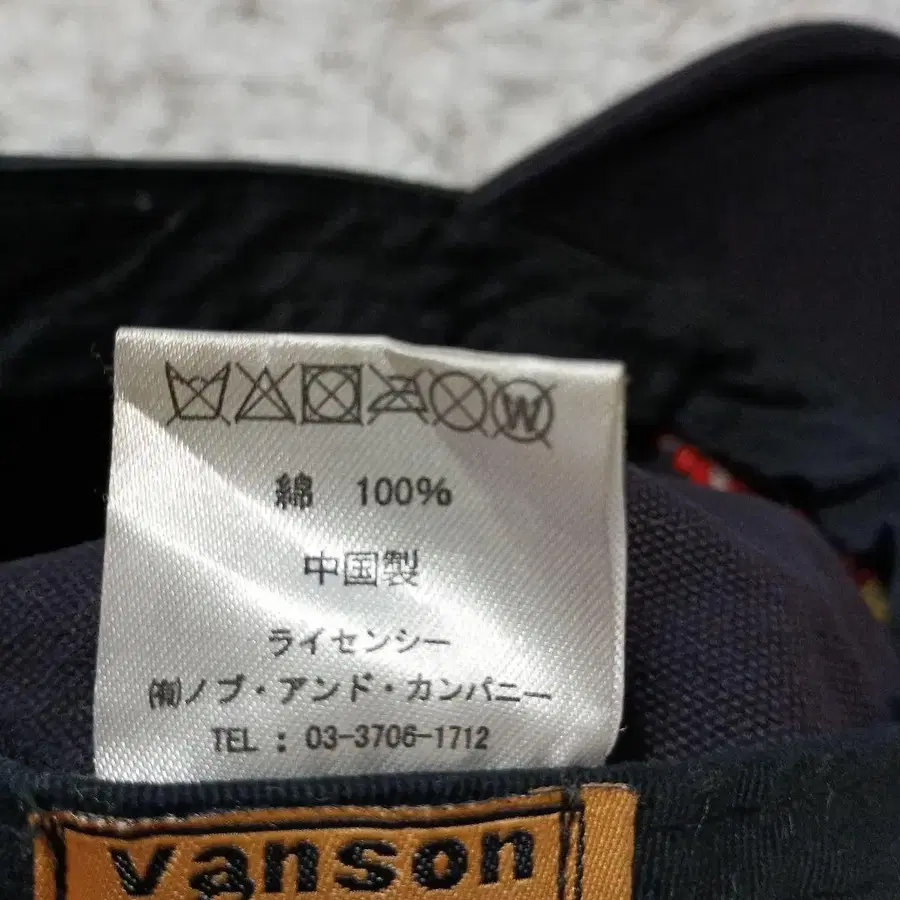 W
綿 100%
中国製
ライセンシー
㈲ノブ・アンド・カンパニー
TEL : 03-3706-1712
vanson